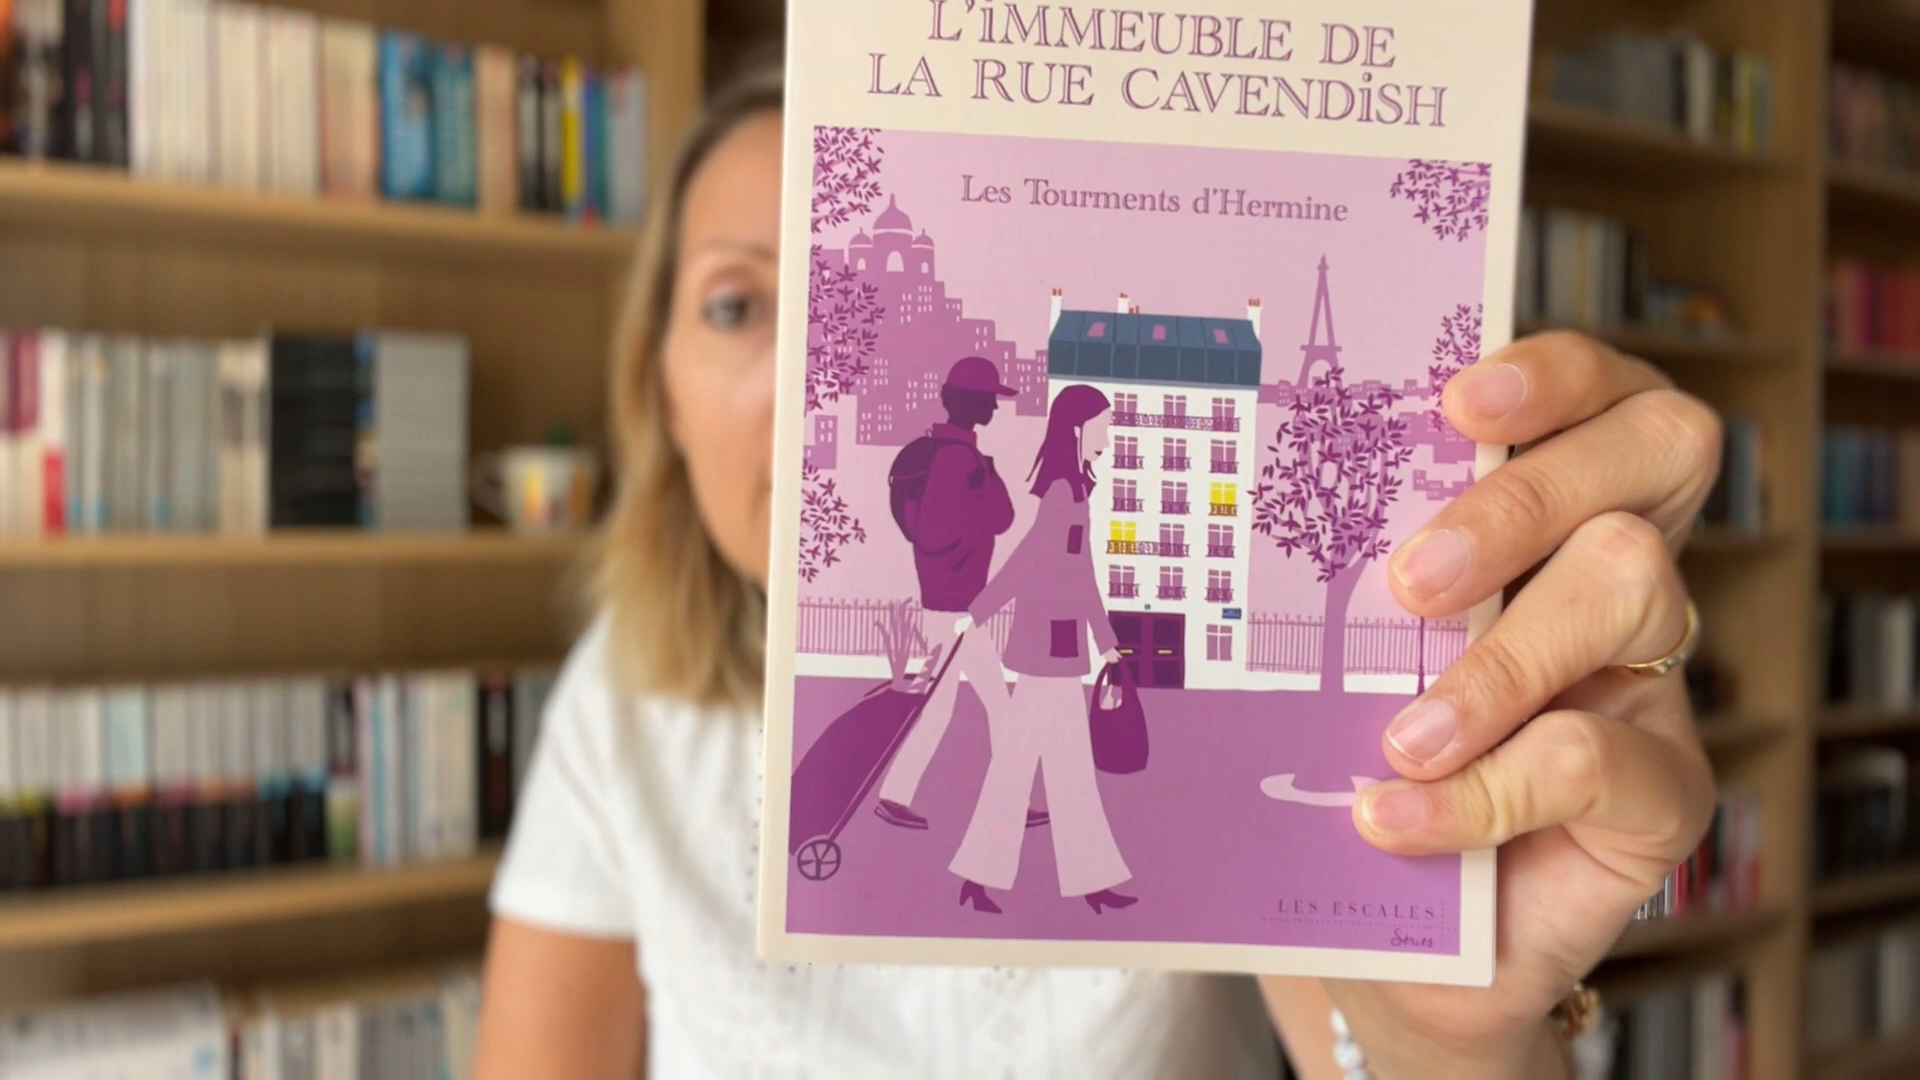 L'iMMEUBLE DE
LA RUE CAVENDiSH
Les Tourments d'Hermine
LES ESCALES
Séries